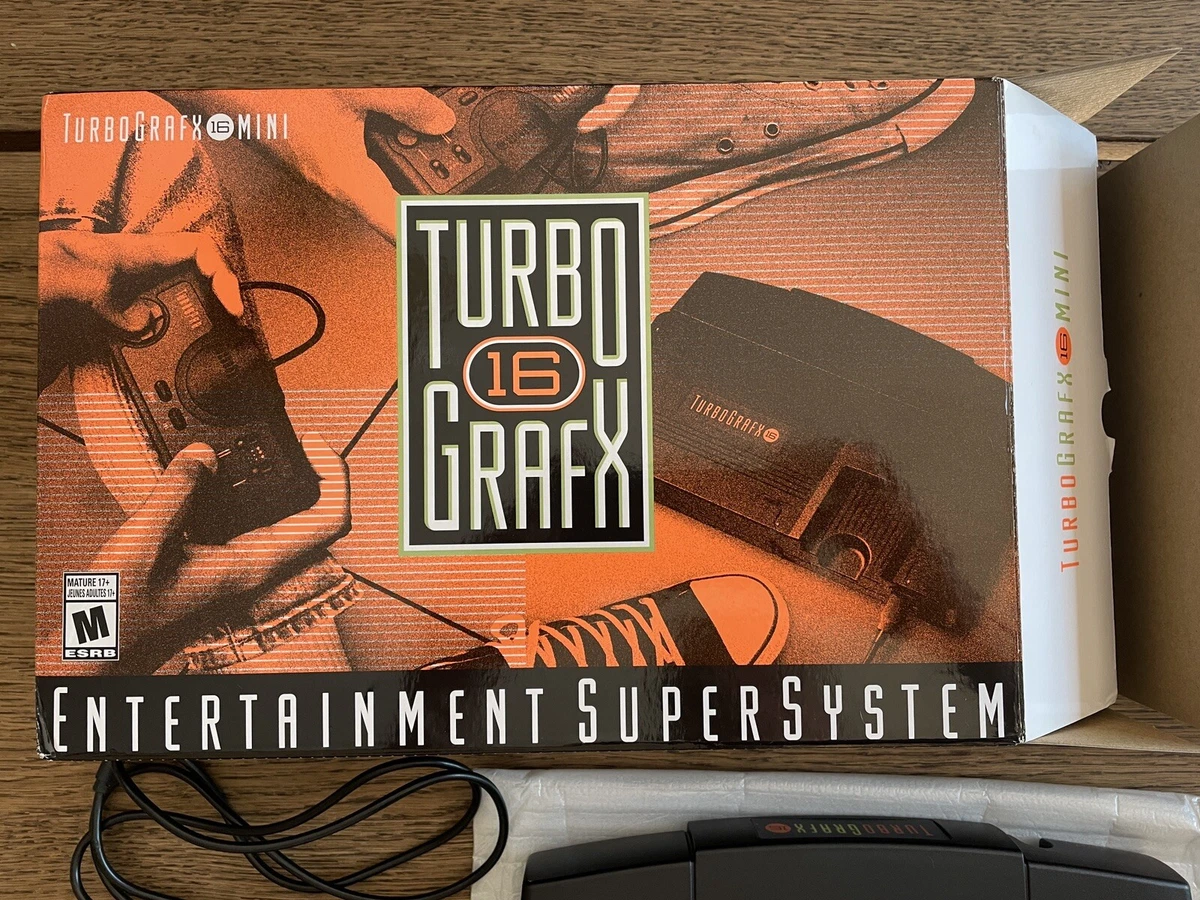 TURBOGRAFX 16 MINI
TURBO
16
GRAFX
TURBOGRAFX 16
MATURE 17+
JEUNES ADULTES 17+
M
ESRB
ENTERTAINMENT SUPERSYSTEM
TURBOGRAFX 16 MINI
TURBOGRAFX